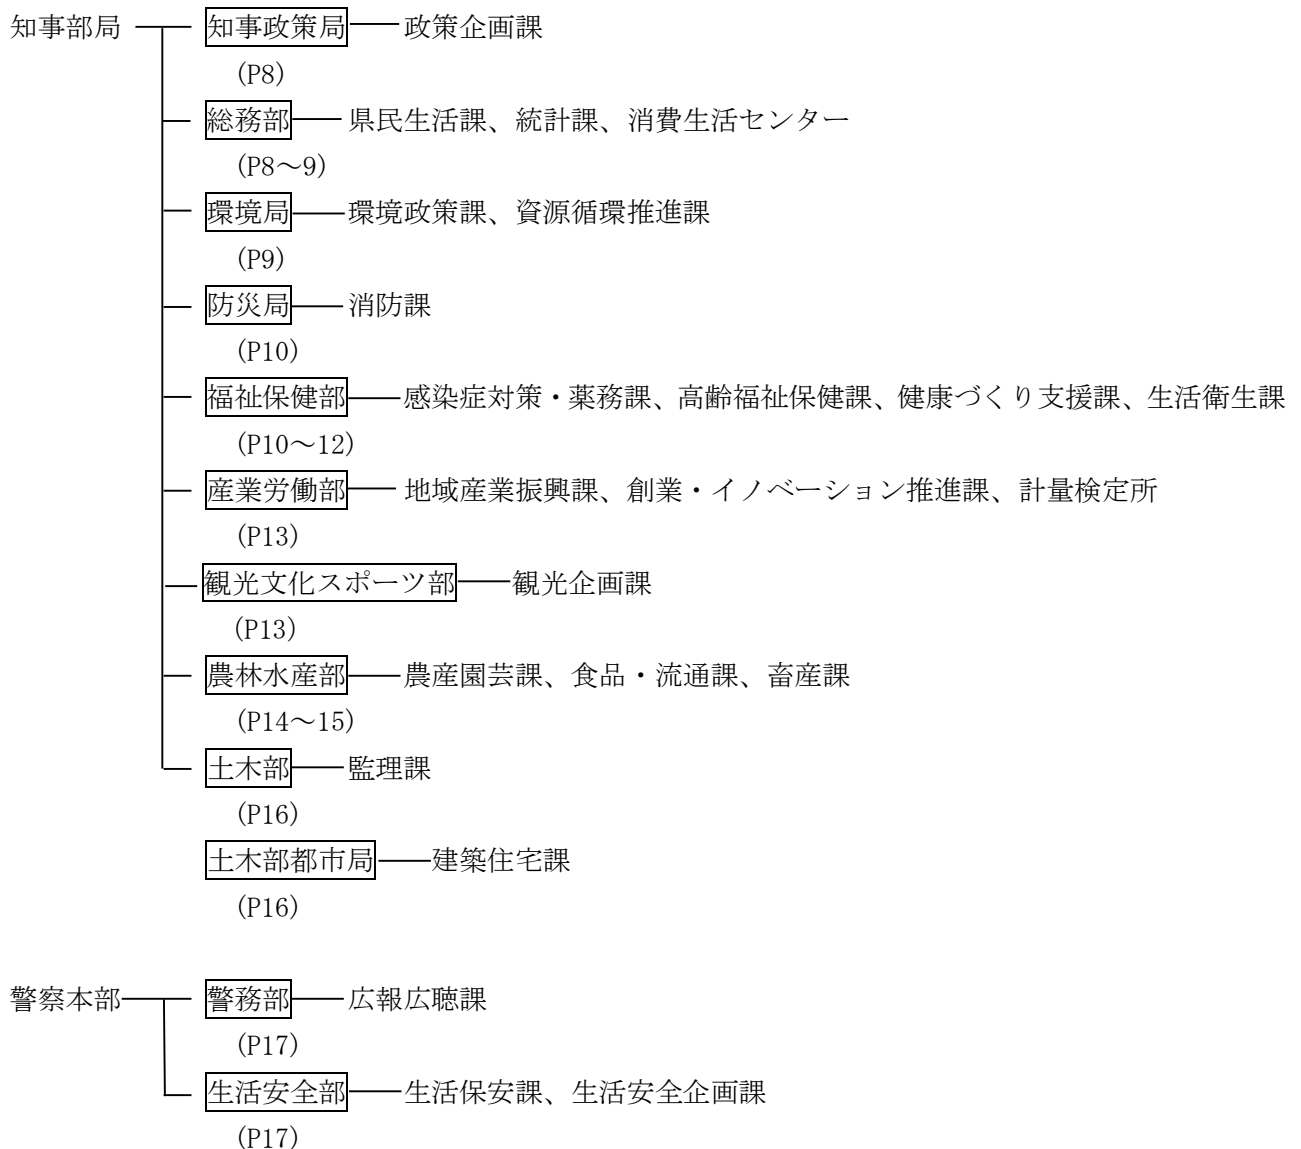 知事部局 知事政策局 政策企画課
(P8)
総務部 県民生活課、統計課、消費生活センター
(P8～9)
環境局 環境政策課、資源循環推進課
(P9)
防災局 消防課
(P10)
福祉保健部 感染症対策・薬務課、高齢福祉保健課、健康づくり支援課、生活衛生課
(P10～12)
産業労働部 地域産業振興課、創業・イノベーション推進課、計量検定所
(P13)
観光文化スポーツ部 観光企画課
(P13)
農林水産部 農産園芸課、食品・流通課、畜産課
(P14～15)
土木部 監理課
(P16)
土木部都市局 建築住宅課
(P16)
警察本部 警務部 広報広聴課
(P17)
生活安全部 生活保安課、生活安全企画課
(P17)